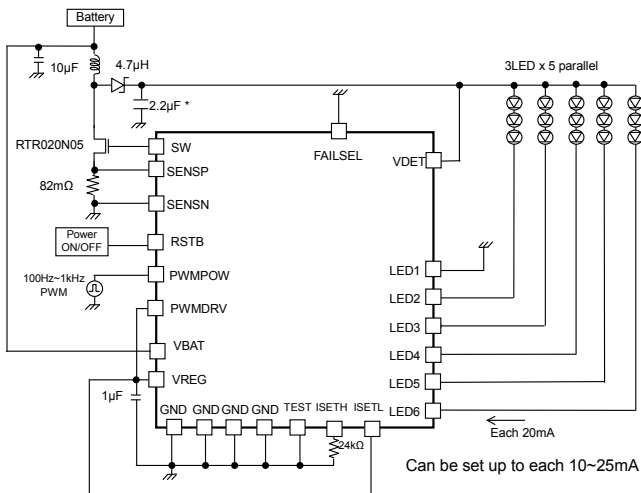 Battery
10μF
4.7μH
2.2μF *
3LED x 5 parallel
RTR020N05
82mΩ
SW
SENSP
SENSN
FAILSEL
VDET
Power
ON/OFF
RSTB
100Hz~1kHz
PWM
PWMPOW
PWMDRV
VBAT
VREG
1μF
LED1
LED2
LED3
LED4
LED5
LED6
GND
GND
GND
GND
TEST
ISETH
ISETL
24kΩ
Each 20mA
Can be set up to each 10~25mA